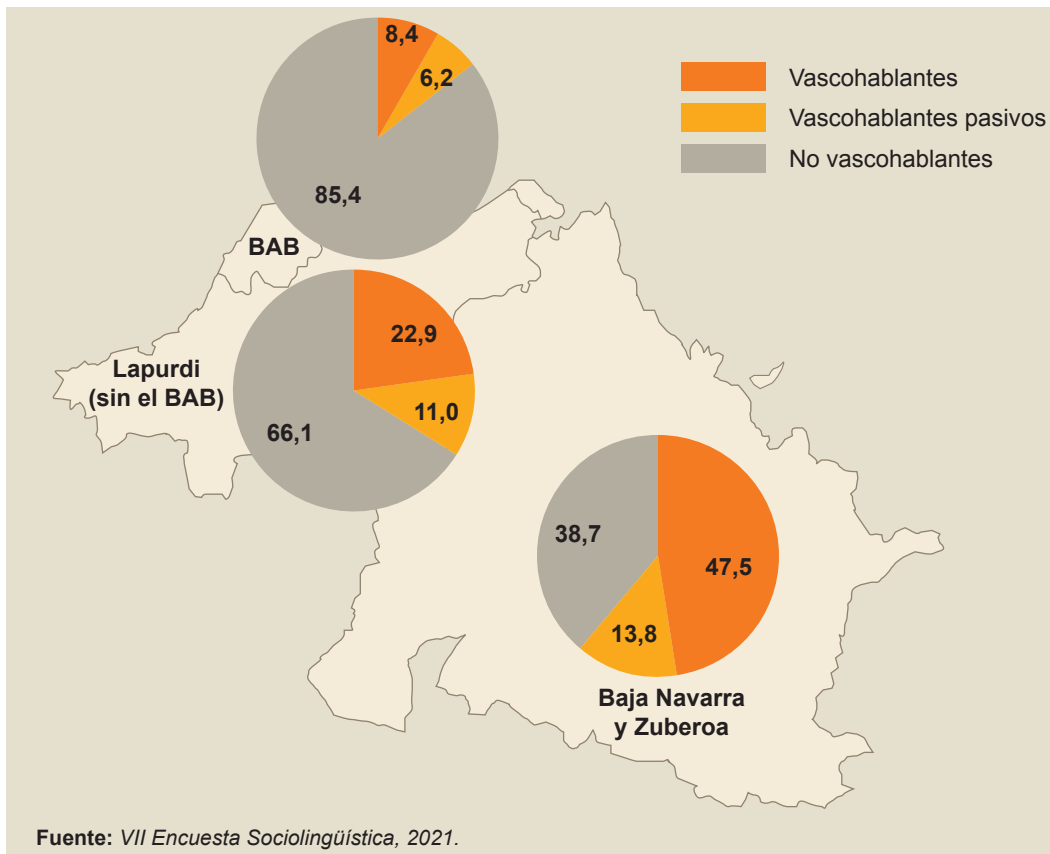 8,4
6,2
85,4
Vascohablantes
Vascohablantes pasivos
No vascohablantes
BAB
Lapurdi
(sin el BAB)
22,9
11,0
66,1
38,7
47,5
13,8
Baja Navarra
y Zuberoa
Fuente: VII Encuesta Sociolingüística, 2021.